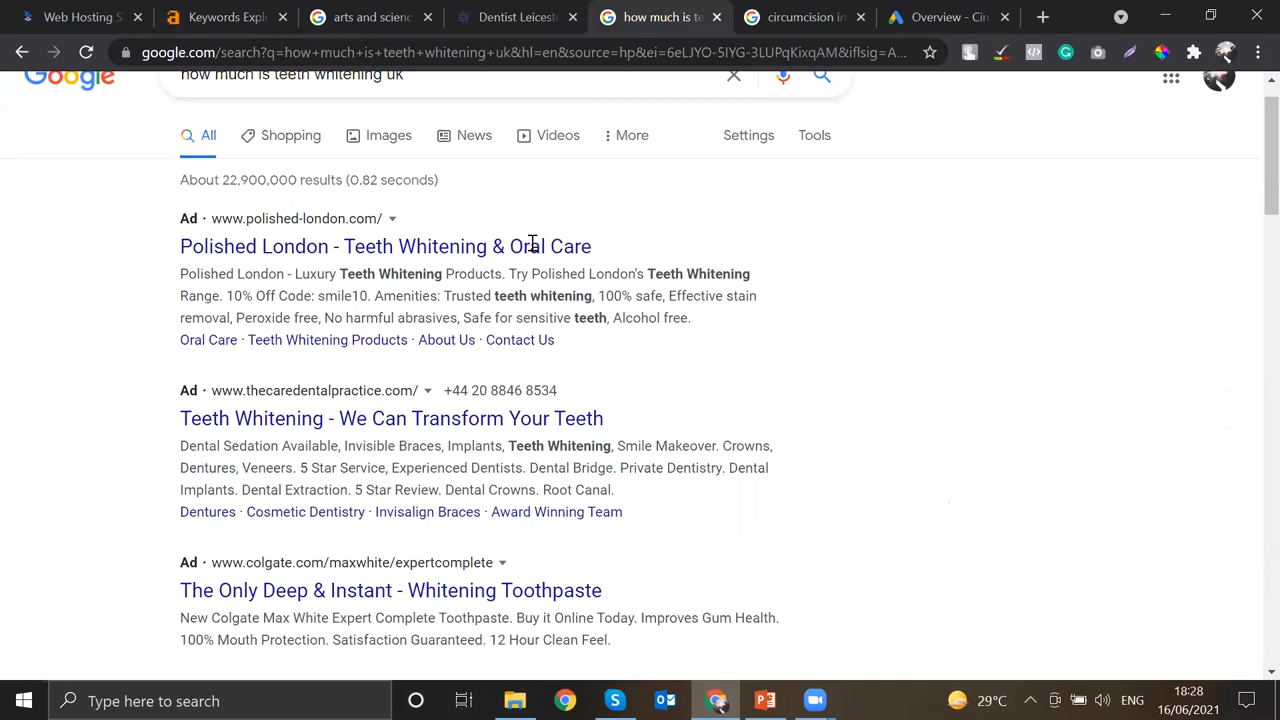 Web Hosting S
Keywords Expl
arts and scienc
Dentist Leiceste
how much is te
circumcision in
Overview - Cir
google.com/search?q=how+much+is+teeth+whitening+uk&hl=en&source=hp&ei=6eLJYO-5IYG-3LUPqKixqAM&iflsig=A...
Google
how much is teeth whitening uk
All Shopping Images News Videos More Settings Tools
About 22,900,000 results (0.82 seconds)
Ad · www.polished-london.com/
Polished London - Teeth Whitening & Oral Care
Polished London - Luxury Teeth Whitening Products. Try Polished London's Teeth Whitening
Range. 10% Off Code: smile10. Amenities: Trusted teeth whitening, 100% safe, Effective stain
removal, Peroxide free, No harmful abrasives, Safe for sensitive teeth, Alcohol free.
Oral Care · Teeth Whitening Products · About Us · Contact Us
Ad · www.thecaredentalpractice.com/ +44 20 8846 8534
Teeth Whitening - We Can Transform Your Teeth
Dental Sedation Available, Invisible Braces, Implants, Teeth Whitening, Smile Makeover. Crowns,
Dentures, Veneers. 5 Star Service, Experienced Dentists. Dental Bridge. Private Dentistry. Dental
Implants. Dental Extraction. 5 Star Review. Dental Crowns. Root Canal.
Dentures · Cosmetic Dentistry · Invisalign Braces · Award Winning Team
Ad · www.colgate.com/maxwhite/expertcomplete
The Only Deep & Instant - Whitening Toothpaste
New Colgate Max White Expert Complete Toothpaste. Buy it Online Today. Improves Gum Health.
100% Mouth Protection. Satisfaction Guaranteed. 12 Hour Clean Feel.
Type here to search
29°C
ENG
18:28
16/06/2021